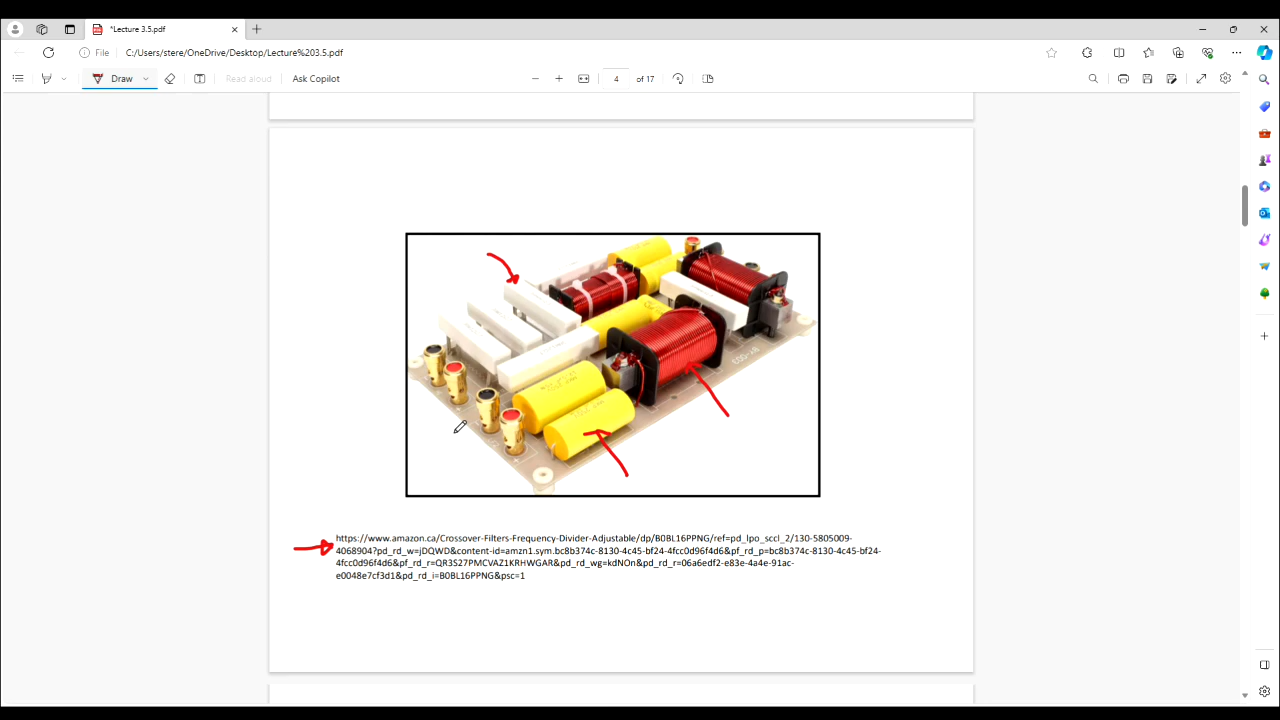 *Lecture 3.5.pdf
File C:/Users/stere/OneDrive/Desktop/Lecture%203.5.pdf
Draw Read aloud Ask Copilot 4 of 17
https://www.amazon.ca/Crossover-Filters-Frequency-Divider-Adjustable/dp/B0BL16PPNG/ref=pd_lpo_sccl_2/130-5805009-
4068904?pd_rd_w=jDQWD&content-id=amzn1.sym.bc8b374c-8130-4c45-bf24-4fcc0d96f4d6&pf_rd_p=bc8b374c-8130-4c45-bf24-
4fcc0d96f4d6&pf_rd_r=QR3S27PMCVAZ1KRHWGAR&pd_rd_wg=kdNOn&pd_rd_r=06a6edf2-e83e-4a4e-91ac-
e0048e7cf3d1&pd_rd_i=B0BL16PPNG&psc=1